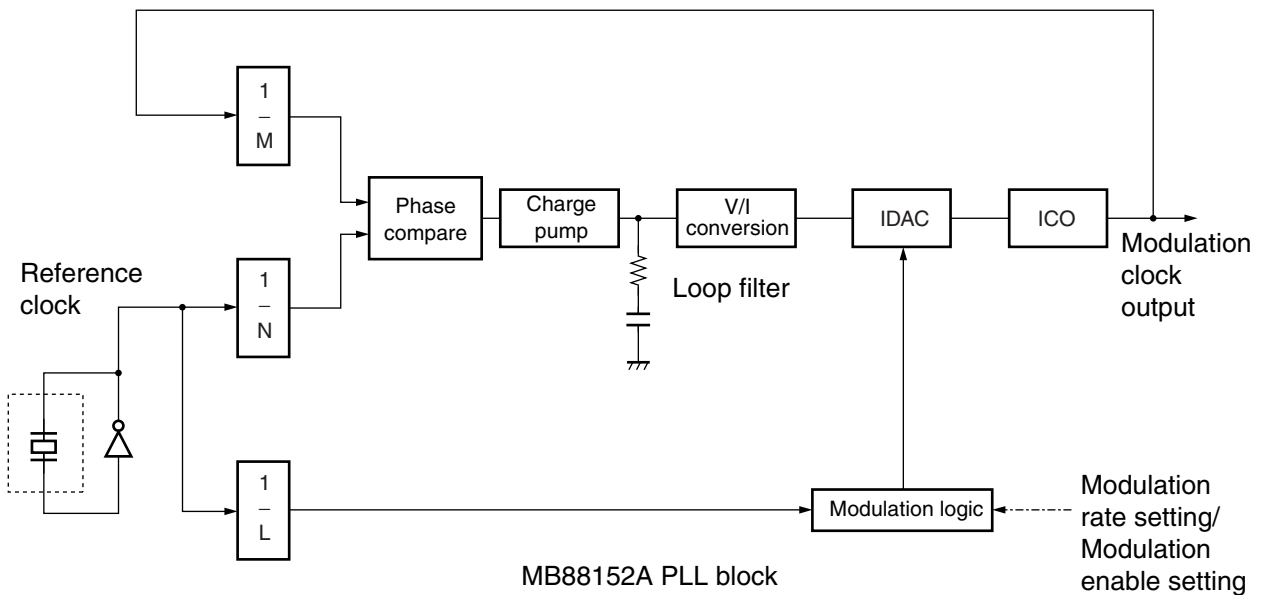 1
–
M
Phase
compare
Charge
pump
V/I
conversion
IDAC
ICO
Modulation
clock
output
Reference
clock
1
–
N
Loop filter
1
–
L
Modulation logic
Modulation
rate setting/
Modulation
enable setting
MB88152A PLL block